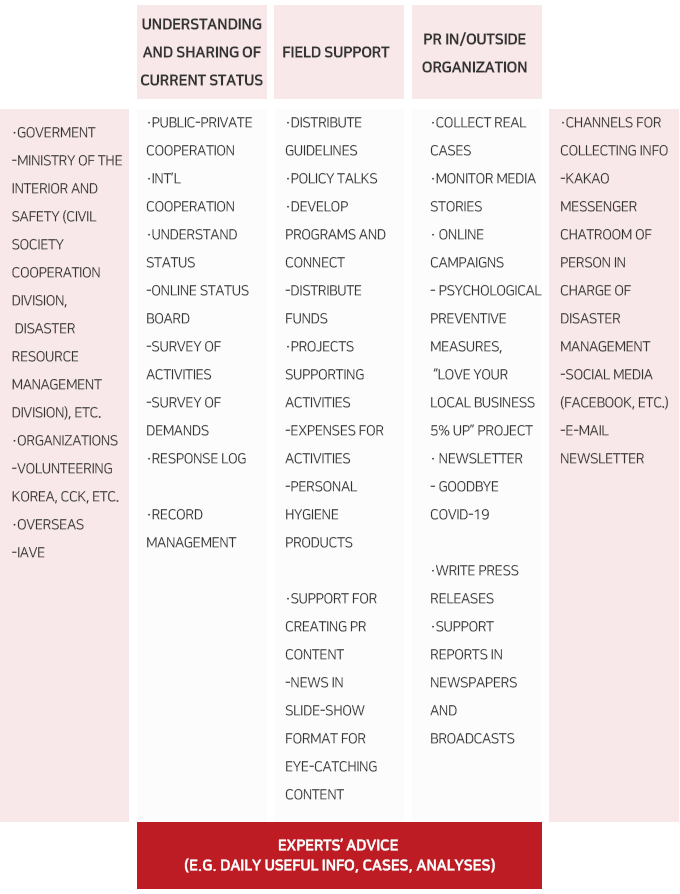 UNDERSTANDING
AND SHARING OF
CURRENT STATUS
FIELD SUPPORT
PR IN/OUTSIDE
ORGANIZATION
·GOVERMENT
-MINISTRY OF THE
INTERIOR AND
SAFETY (CIVIL
SOCIETY
COOPERATION
DIVISION,
DISASTER
RESOURCE
MANAGEMENT
DIVISION), ETC.
·ORGANIZATIONS
-VOLUNTEERING
KOREA, CCK, ETC.
·OVERSEAS
-IAVE
·PUBLIC-PRIVATE
COOPERATION
·INT'L
COOPERATION
·UNDERSTAND
STATUS
-ONLINE STATUS
BOARD
-SURVEY OF
ACTIVITIES
-SURVEY OF
DEMANDS
·RESPONSE LOG
·RECORD
MANAGEMENT
·DISTRIBUTE
GUIDELINES
·POLICY TALKS
·DEVELOP
PROGRAMS AND
CONNECT
-DISTRIBUTE
FUNDS
·PROJECTS
SUPPORTING
ACTIVITIES
-EXPENSES FOR
ACTIVITIES
-PERSONAL
HYGIENE
PRODUCTS
·SUPPORT FOR
CREATING PR
CONTENT
-NEWS IN
SLIDE-SHOW
FORMAT FOR
EYE-CATCHING
CONTENT
·COLLECT REAL
CASES
·MONITOR MEDIA
STORIES
· ONLINE
CAMPAIGNS
- PSYCHOLOGICAL
PREVENTIVE
MEASURES,
"LOVE YOUR
LOCAL BUSINESS
5% UP" PROJECT
· NEWSLETTER
- GOODBYE
COVID-19
·WRITE PRESS
RELEASES
·SUPPORT
REPORTS IN
NEWSPAPERS
AND
BROADCASTS
·CHANNELS FOR
COLLECTING INFO
-KAKAO
MESSENGER
CHATROOM OF
PERSON IN
CHARGE OF
DISASTER
MANAGEMENT
-SOCIAL MEDIA
(FACEBOOK, ETC.)
-E-MAIL
NEWSLETTER
EXPERTS' ADVICE
(E.G. DAILY USEFUL INFO, CASES, ANALYSES)